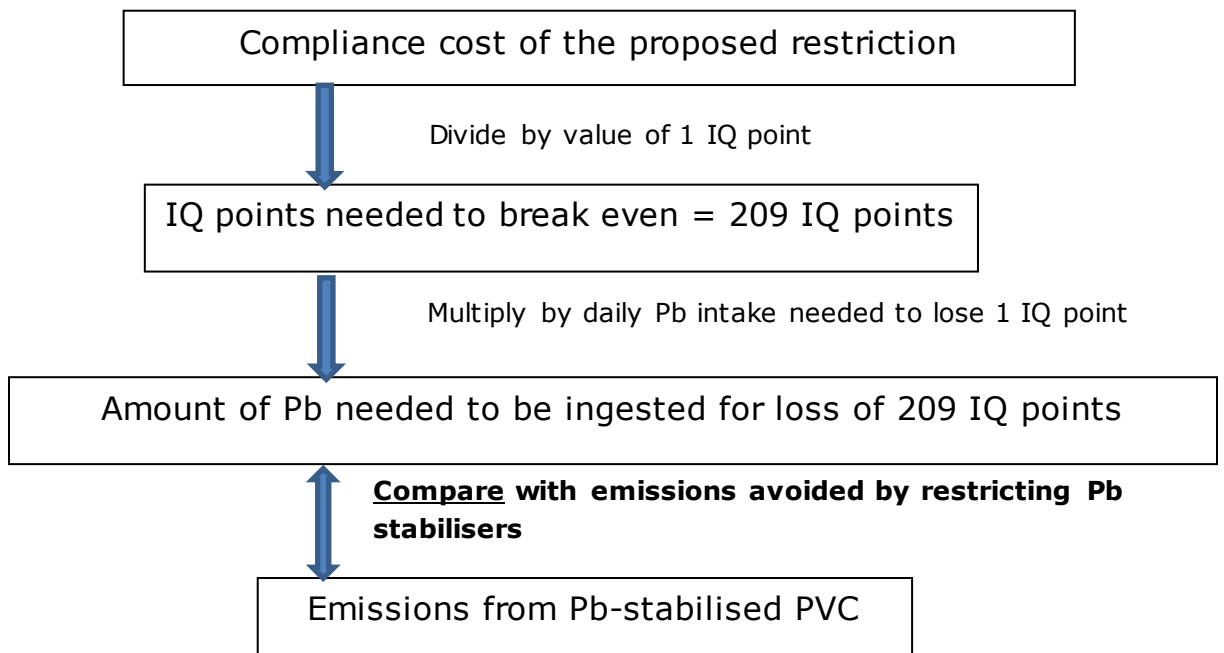 Compliance cost of the proposed restriction
Divide by value of 1 IQ point
IQ points needed to break even = 209 IQ points
Multiply by daily Pb intake needed to lose 1 IQ point
Amount of Pb needed to be ingested for loss of 209 IQ points
Compare with emissions avoided by restricting Pb
stabilisers
Emissions from Pb-stabilised PVC